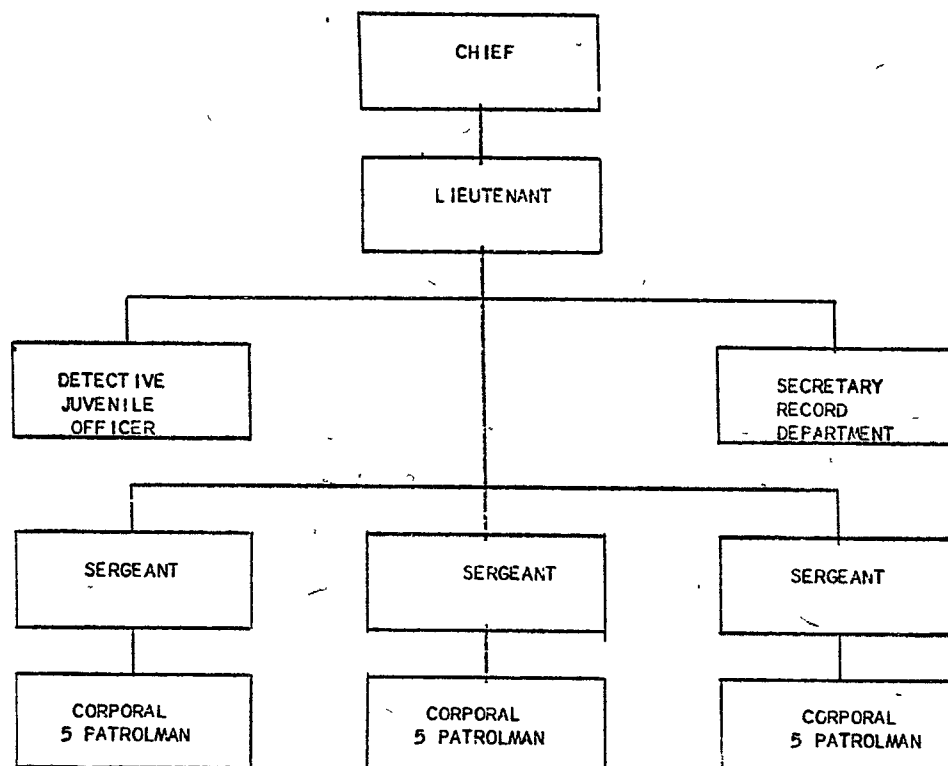 CHIEF
LIEUTENANT
DETECTIVE
JUVENILE
OFFICER
SECRETARY
RECORD
DEPARTMENT
SERGEANT
SERGEANT
SERGEANT
CORPORAL
5 PATROLMAN
CORPORAL
5 PATROLMAN
CORPORAL
5 PATROLMAN